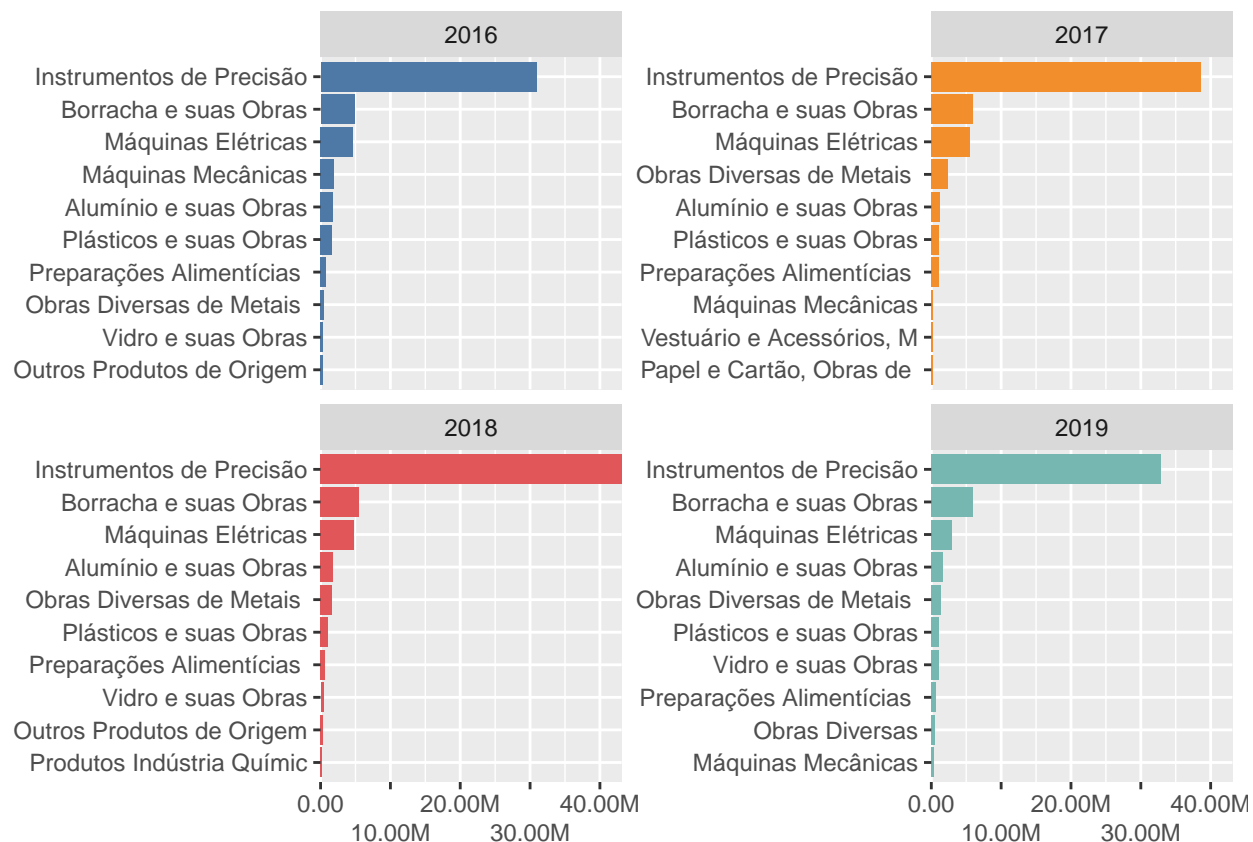 2016
Instrumentos de Precisão
Borracha e suas Obras
Máquinas Elétricas
Máquinas Mecânicas
Alumínio e suas Obras
Plásticos e suas Obras
Preparações Alimentícias
Obras Diversas de Metais
Vidro e suas Obras
Outros Produtos de Origem
2017
Instrumentos de Precisão
Borracha e suas Obras
Máquinas Elétricas
Obras Diversas de Metais
Alumínio e suas Obras
Plásticos e suas Obras
Preparações Alimentícias
Máquinas Mecânicas
Vestuário e Acessórios, M
Papel e Cartão, Obras de
2018
Instrumentos de Precisão
Borracha e suas Obras
Máquinas Elétricas
Alumínio e suas Obras
Obras Diversas de Metais
Plásticos e suas Obras
Preparações Alimentícias
Vidro e suas Obras
Outros Produtos de Origem
Produtos Indústria Químic
0.00 20.00M 40.00M
10.00M 30.00M
2019
Instrumentos de Precisão
Borracha e suas Obras
Máquinas Elétricas
Alumínio e suas Obras
Obras Diversas de Metais
Plásticos e suas Obras
Vidro e suas Obras
Preparações Alimentícias
Obras Diversas
Máquinas Mecânicas
0.00 20.00M 40.00M
10.00M 30.00M